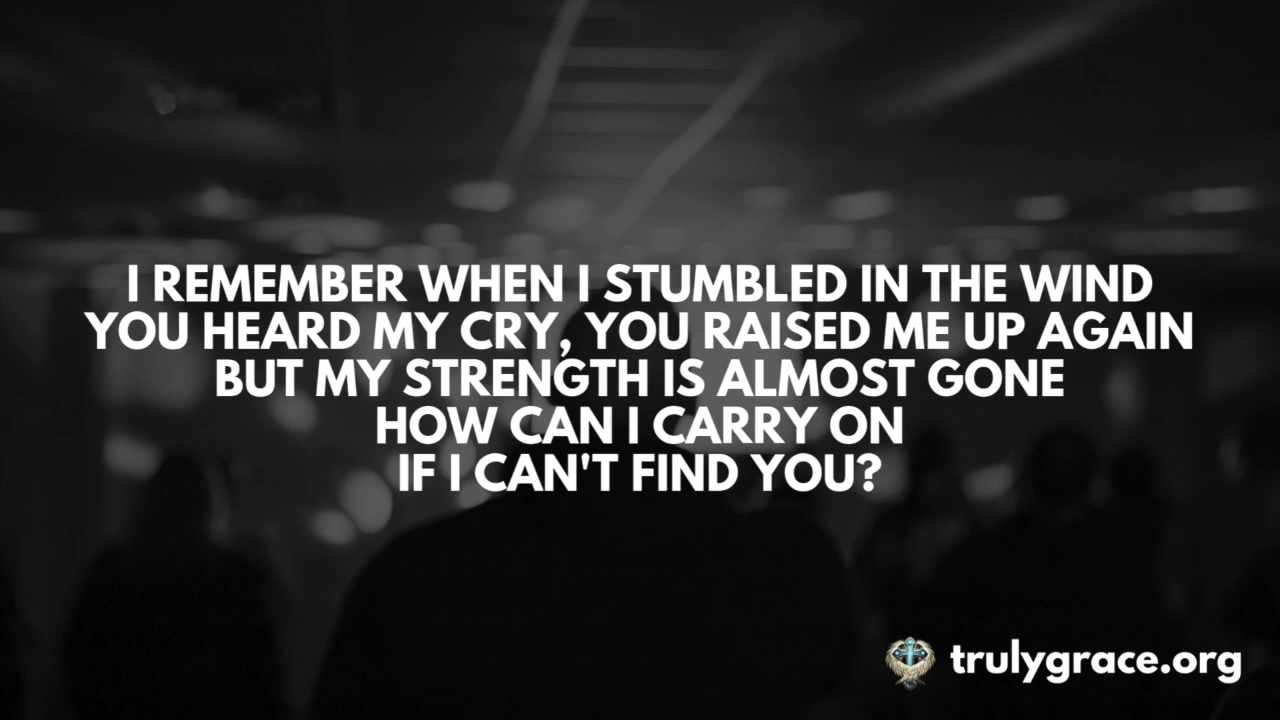 I REMEMBER WHEN I STUMBLED IN THE WIND
YOU HEARD MY CRY, YOU RAISED ME UP AGAIN
BUT MY STRENGTH IS ALMOST GONE
HOW CAN I CARRY ON
IF I CAN'T FIND YOU?
trulygrace.org